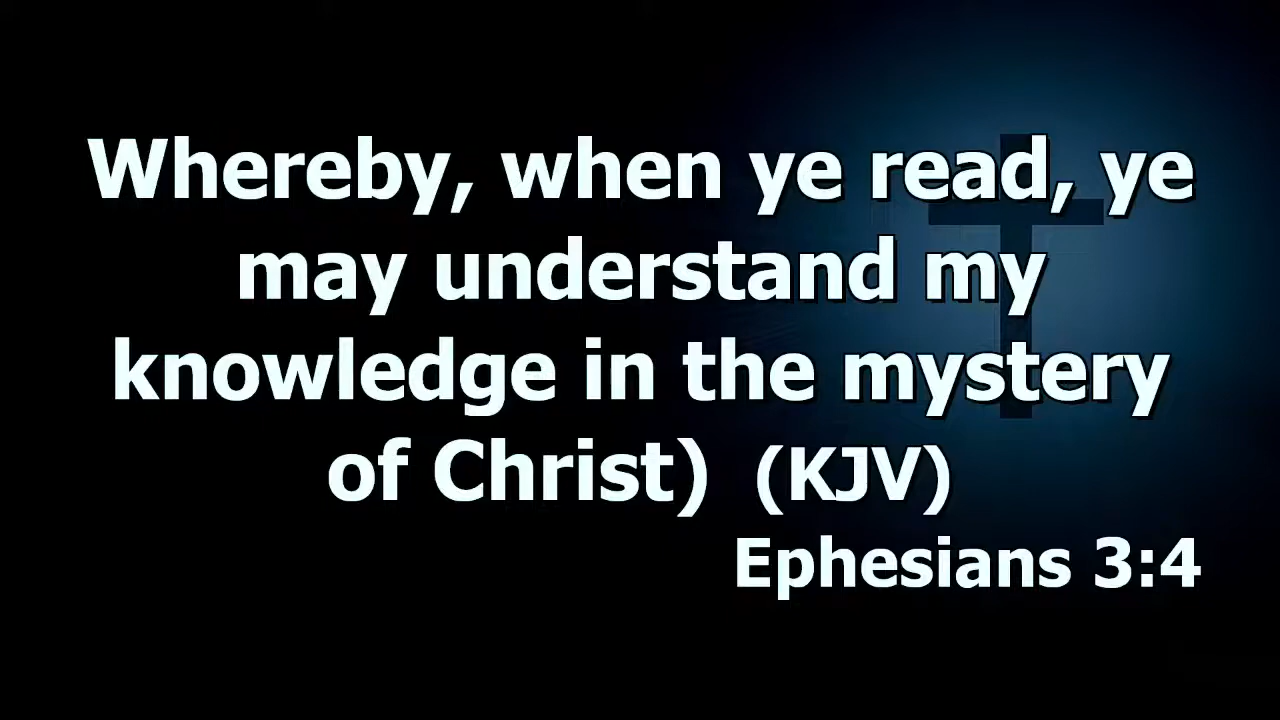 Whereby, when ye read, ye
may understand my
knowledge in the mystery
of Christ) (KJV)
Ephesians 3:4